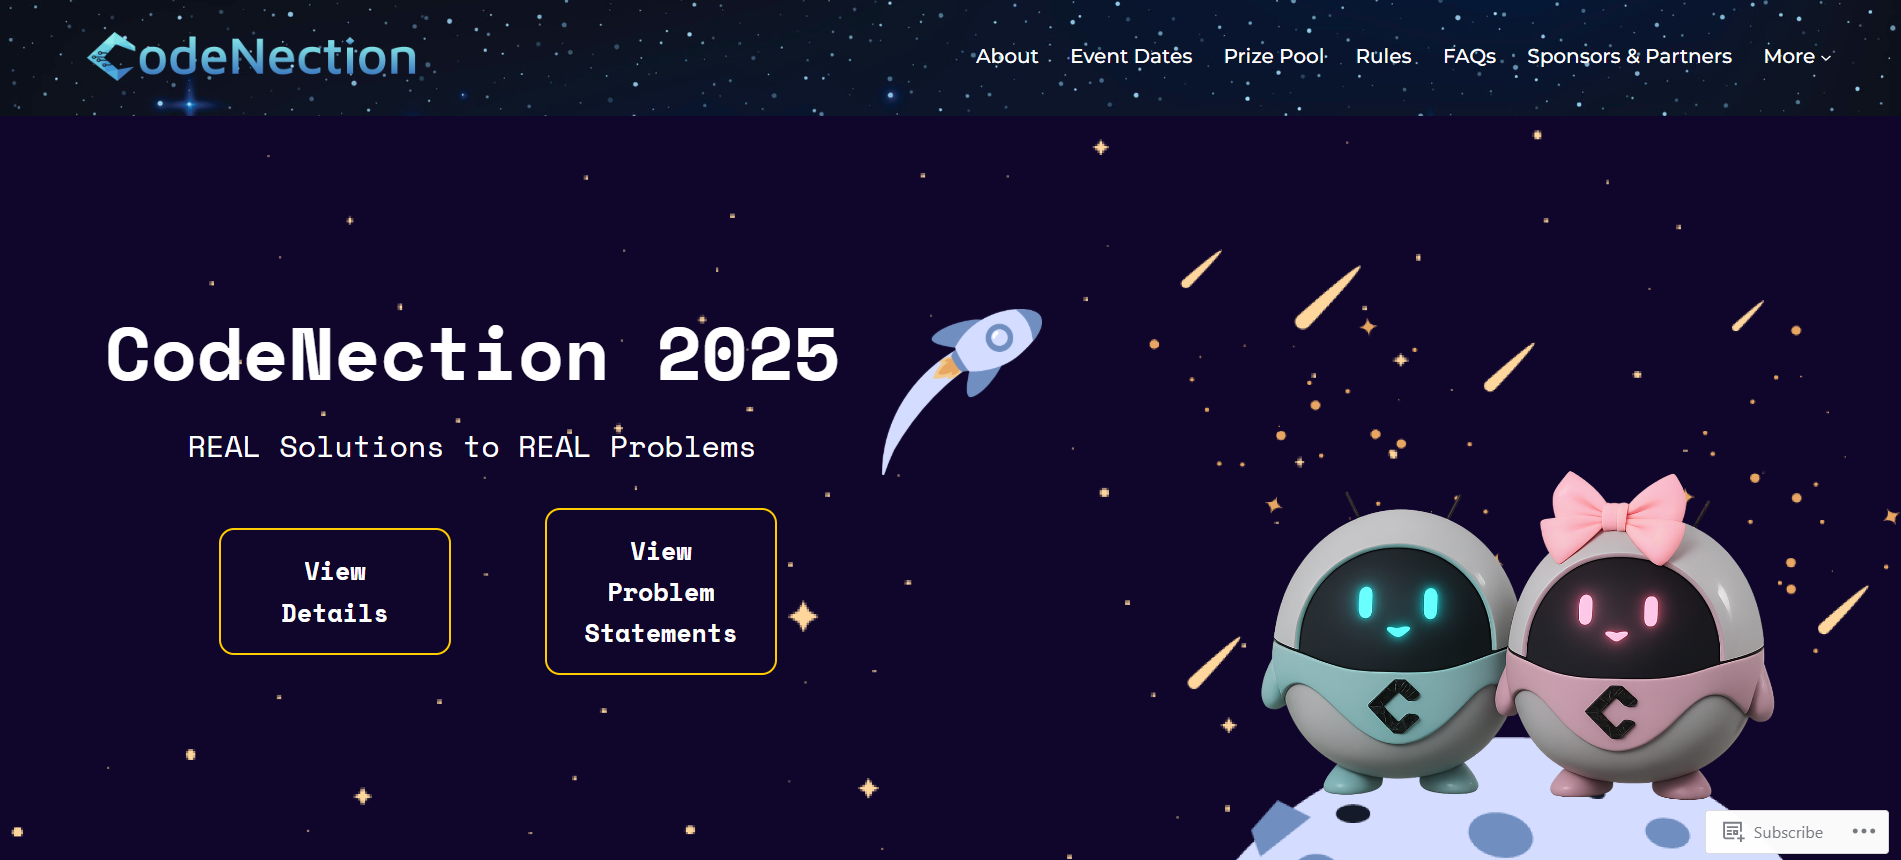 CodeNection
About
Event Dates
Prize Pool
Rules
FAQs
Sponsors & Partners
More
CodeNection 2025
REAL Solutions to REAL Problems
View
Details
View
Problem
Statements
C
C
Subscribe